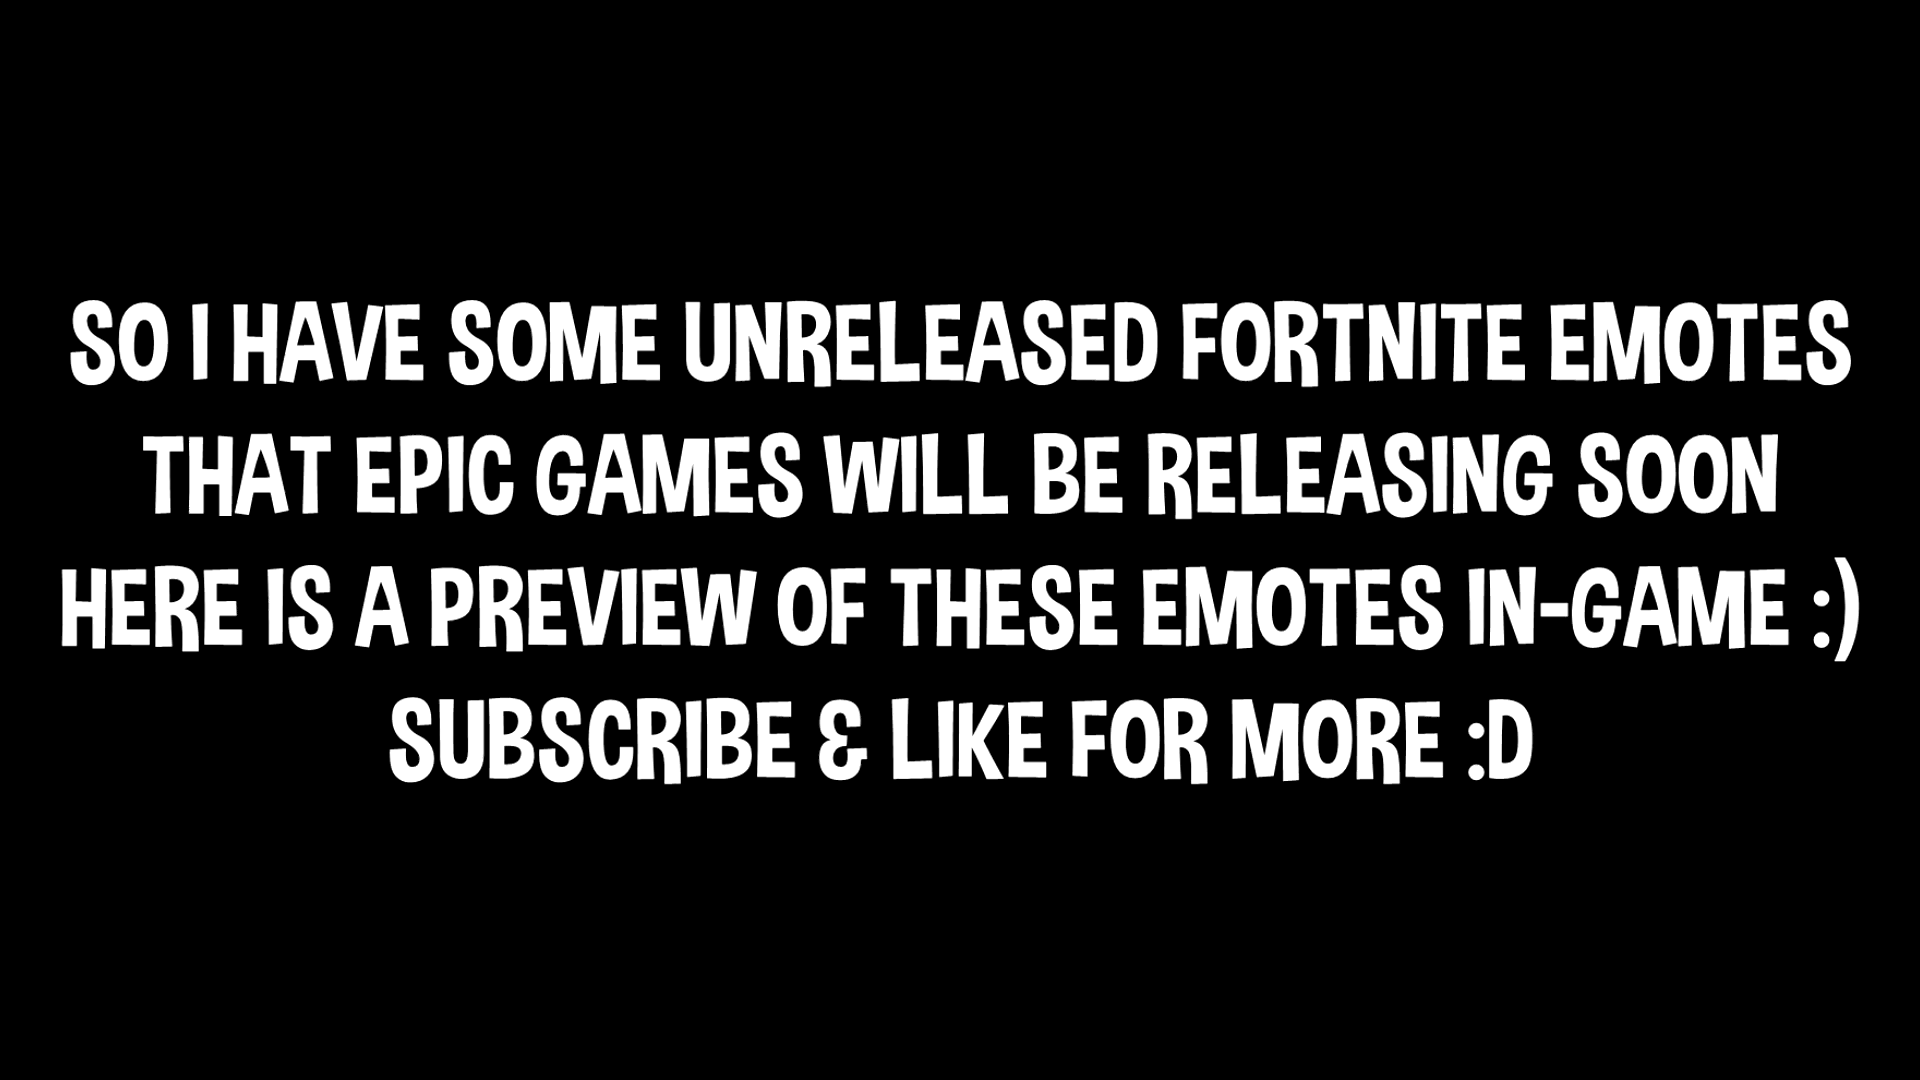 SO I HAVE SOME UNRELEASED FORTNITE EMOTES
THAT EPIC GAMES WILL BE RELEASING SOON
HERE IS A PREVIEW OF THESE EMOTES IN-GAME :)
SUBSCRIBE & LIKE FOR MORE :D